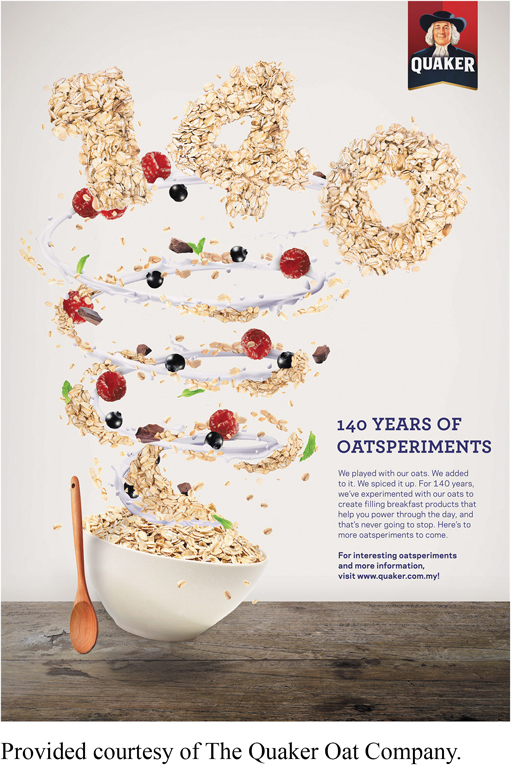 140
QUAKER
140 YEARS OF
OATSPERIMENTS
We played with our oats. We added
to it. We spiced it up. For 140 years,
we've experimented with our oats to
create filling breakfast products that
help you power through the day, and
that's never going to stop. Here's to
more oatsperiments to come.
For interesting oatsperiments
and more information,
visit www.quaker.com.my!
Provided courtesy of The Quaker Oat Company.